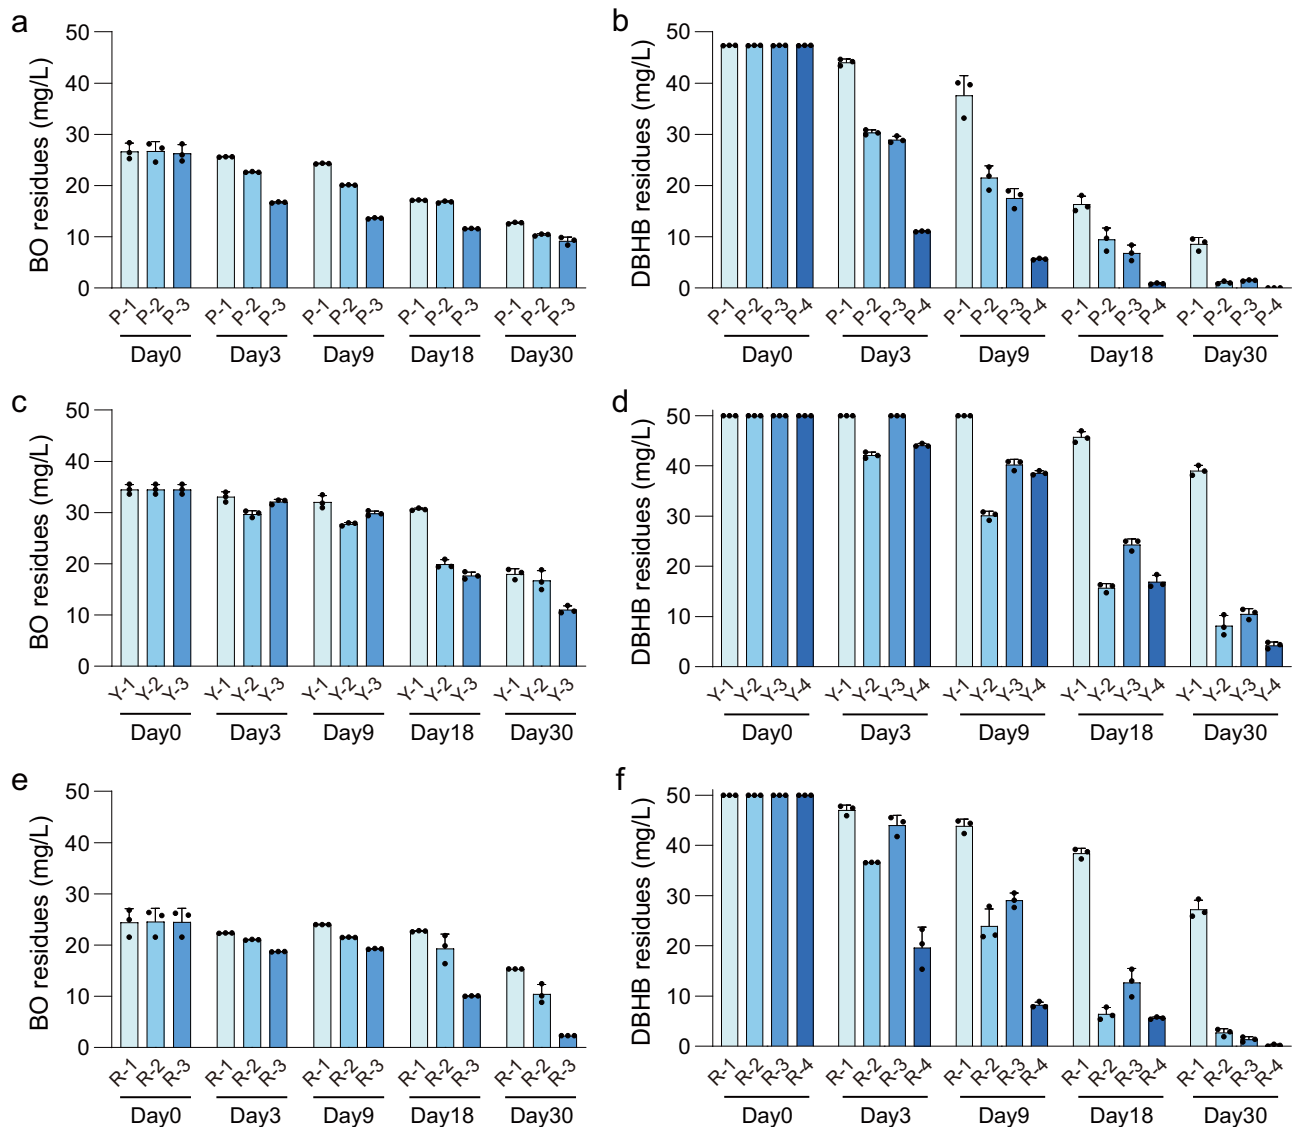 a
BO residues (mg/L)
50
40
30
20
10
0
P-1 P-2 P-3 P-1 P-2 P-3 P-1 P-2 P-3 P-1 P-2 P-3 P-1 P-2 P-3
Day0 Day3 Day9 Day18 Day30
b
DBHB residues (mg/L)
50
40
30
20
10
0
P-1 P-2 P-3 P-4 P-1 P-2 P-3 P-4 P-1 P-2 P-3 P-4 P-1 P-2 P-3 P-4 P-1 P-2 P-3 P-4
Day0 Day3 Day9 Day18 Day30
c
BO residues (mg/L)
50
40
30
20
10
0
Y-1 Y-2 Y-3 Y-1 Y-2 Y-3 Y-1 Y-2 Y-3 Y-1 Y-2 Y-3 Y-1 Y-2 Y-3
Day0 Day3 Day9 Day18 Day30
d
DBHB residues (mg/L)
50
40
30
20
10
0
Y-1 Y-2 Y-3 Y-4 Y-1 Y-2 Y-3 Y-4 Y-1 Y-2 Y-3 Y-4 Y-1 Y-2 Y-3 Y-4 Y-1 Y-2 Y-3 Y-4
Day0 Day3 Day9 Day18 Day30
e
BO residues (mg/L)
50
40
30
20
10
0
R-1 R-2 R-3 R-1 R-2 R-3 R-1 R-2 R-3 R-1 R-2 R-3 R-1 R-2 R-3
Day0 Day3 Day9 Day18 Day30
f
DBHB residues (mg/L)
50
40
30
20
10
0
R-1 R-2 R-3 R-4 R-1 R-2 R-3 R-4 R-1 R-2 R-3 R-4 R-1 R-2 R-3 R-4 R-1 R-2 R-3 R-4
Day0 Day3 Day9 Day18 Day30